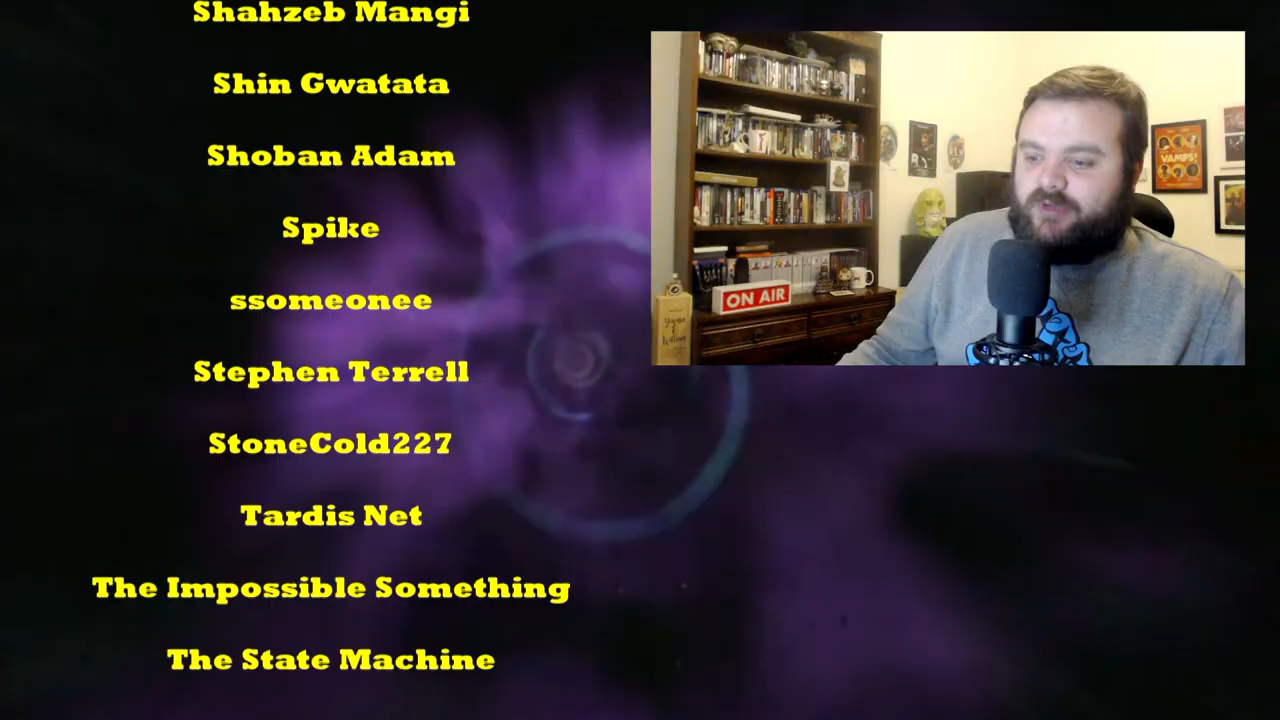 Shahzeb Mangi
Shin Gwatata
Shoban Adam
Spike
ssomeonee
Stephen Terrell
StoneCold227
Tardis Net
The Impossible Something
The State Machine
VAMPS!
ON AIR